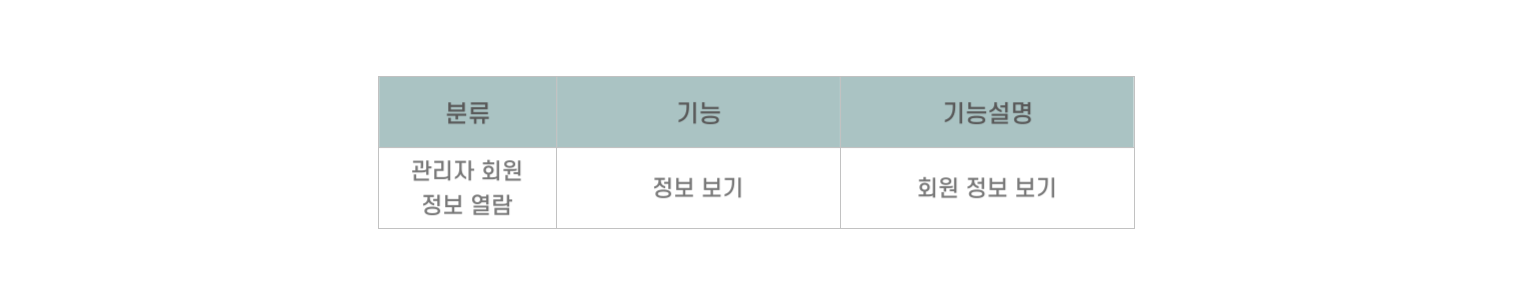 분류 기능 기능설명
관리자 회원
정보 열람
정보 보기
회원 정보 보기